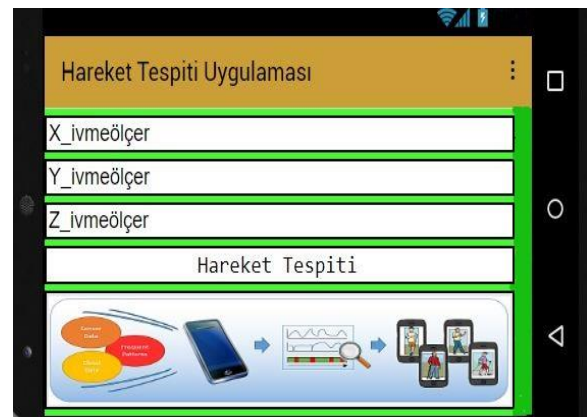 Hareket Tespiti Uygulaması
X_ivmeölçer
Y_ivmeölçer
Z_ivmeölçer
Hareket Tespiti